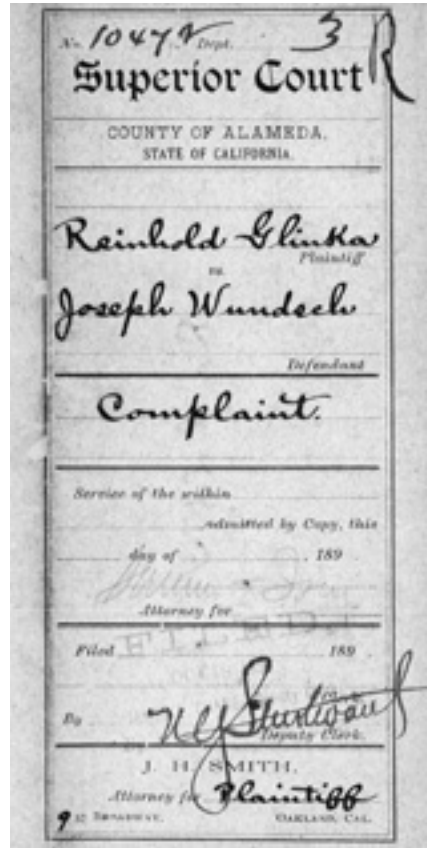 No. 10472 Dept. 3 R
Superior Court
COUNTY OF ALAMEDA,
STATE OF CALIFORNIA.
Reinhold Glinka
Plaintiff
vs.
Joseph Wundsch
Defendant
Complaint.
Service of the within
admitted by Copy, this
day of 189
Attorney for
FILED
Filed 189
By
Deputy Clerk.
J. H. SMITH,
Attorney for Plaintiff
BROADWAY, OAKLAND, CAL.